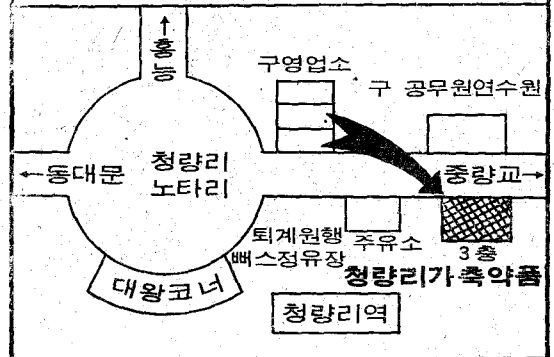 ↑
홍
능
구영업소
구 공무원연수원
←동대문
청량리
노타리
중량교→
퇴계원행
뻐스정유장
주유소
3층
청량리가축약품
대왕코너
청량리역